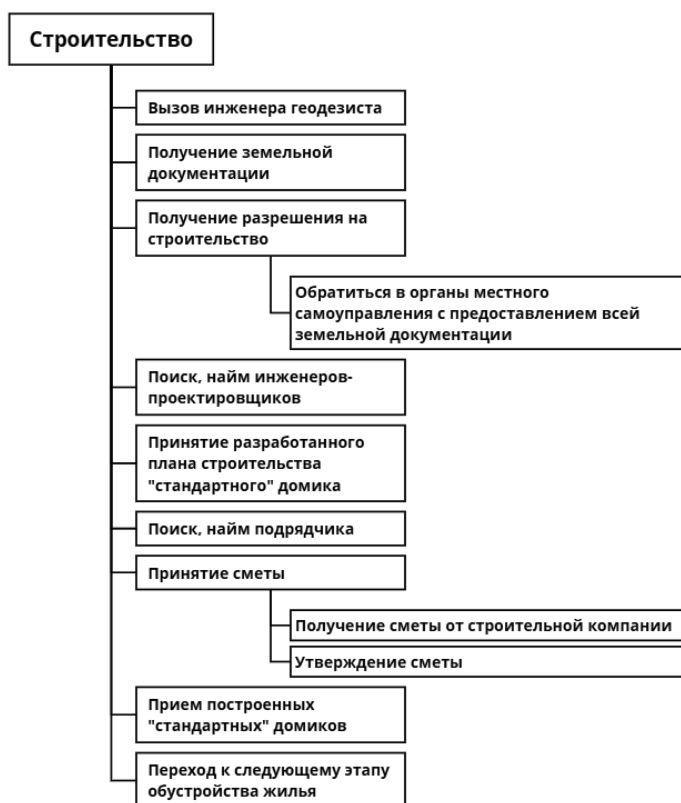 Строительство
Вызов инженера геодезиста
Получение земельной
документации
Получение разрешения на
строительство
Обратиться в органы местного
самоуправления с предоставлением всей
земельной документации
Поиск, найм инженеров-
проектировщиков
Принятие разработанного
плана строительства
"стандартного" домика
Поиск, найм подрядчика
Принятие сметы
Получение сметы от строительной компании
Утверждение сметы
Прием построенных
"стандартных" домиков
Переход к следующему этапу
обустройства жилья